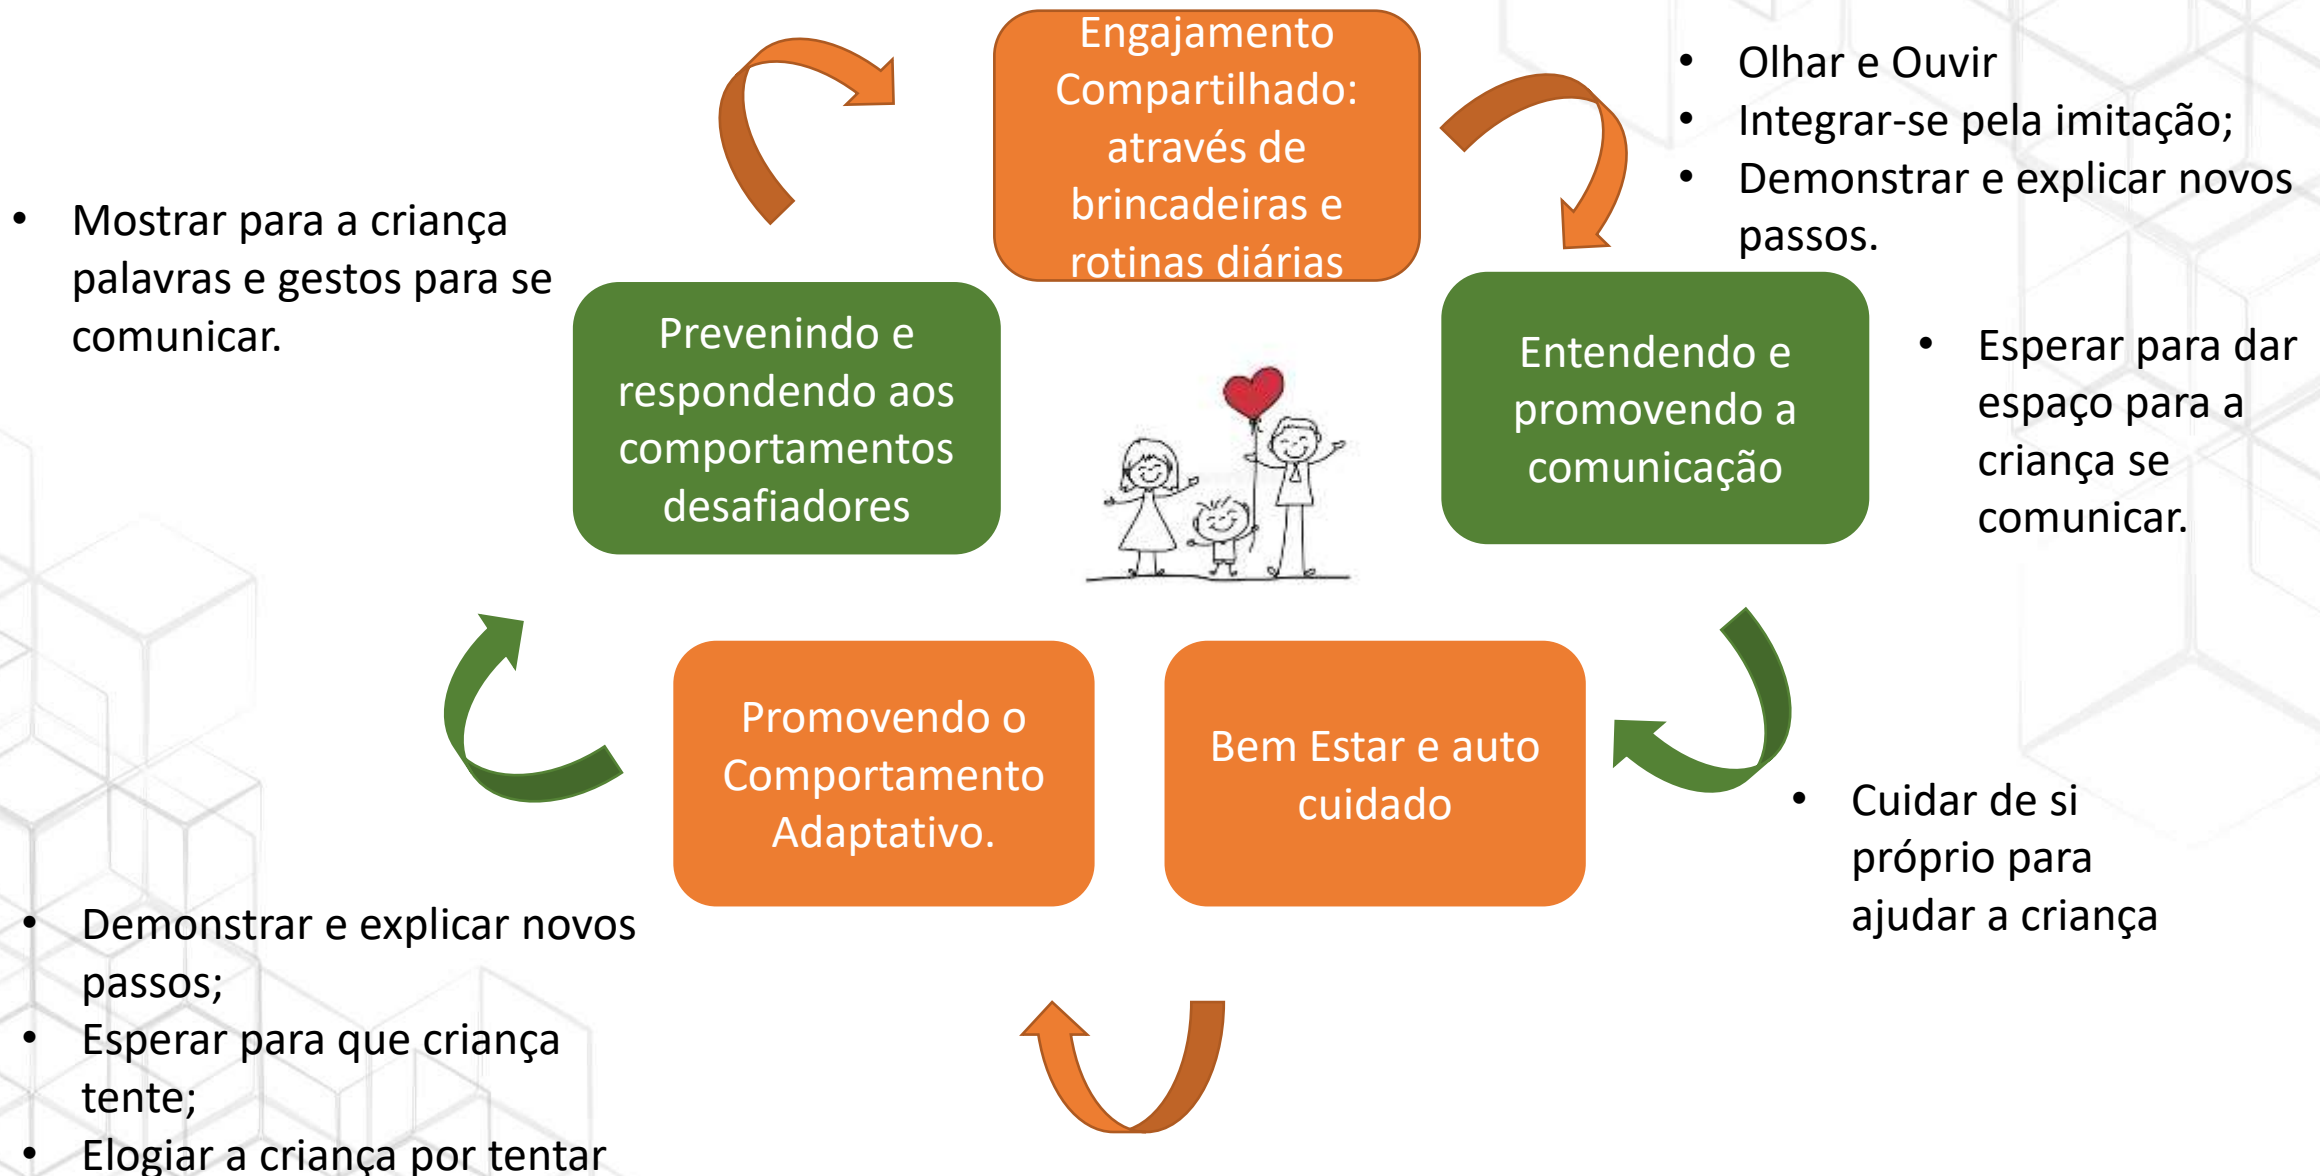 Engajamento
Compartilhado:
através de
brincadeiras e
rotinas diárias
• Olhar e Ouvir
• Integrar-se pela imitação;
• Demonstrar e explicar novos
passos.
• Mostrar para a criança
palavras e gestos para se
comunicar.
Prevenindo e
respondendo aos
comportamentos
desafiadores
Entendendo e
promovendo a
comunicação
• Esperar para dar
espaço para a
criança se
comunicar.
Promovendo o
Comportamento
Adaptativo.
Bem Estar e auto
cuidado
• Cuidar de si
próprio para
ajudar a criança
• Demonstrar e explicar novos
passos;
• Esperar para que criança
tente;
• Elogiar a criança por tentar